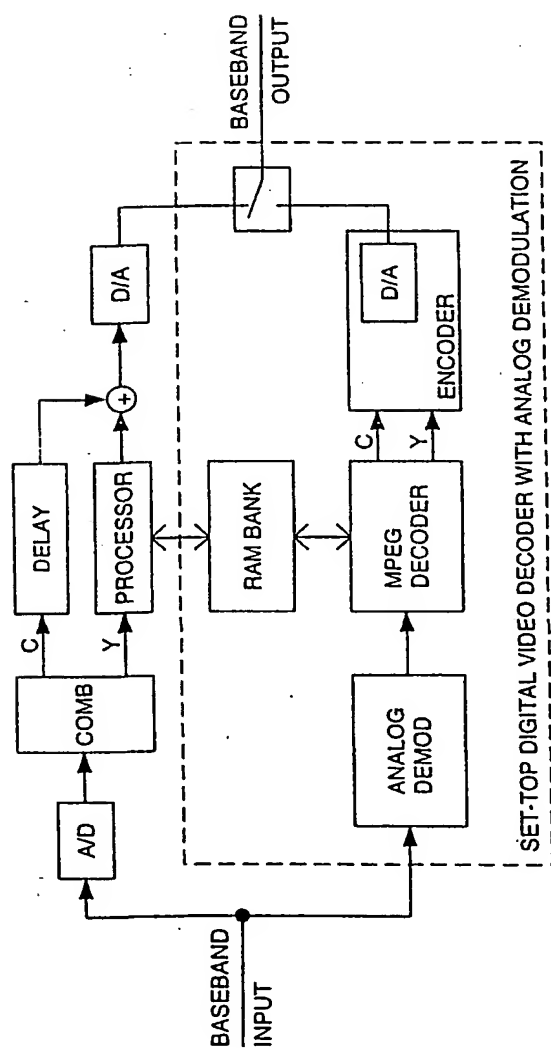 BASEBAND
INPUT
A/D
COMB
C
Y
DELAY
PROCESSOR
+
D/A
BASEBAND
OUTPUT
RAM BANK
ANALOG
DEMOD
MPEG
DECODER
C
Y
D/A
ENCODER
SET-TOP DIGITAL VIDEO DECODER WITH ANALOG DEMODULATION